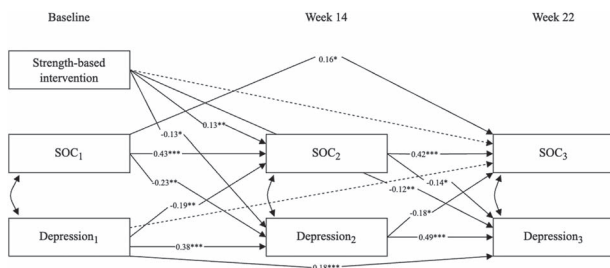 Baseline Week 14 Week 22
Strength-based
intervention
0.16*
0.13**
-0.13*
SOC1 0.43*** SOC2 0.42*** SOC3
-0.23**
-0.12**
-0.14*
-0.19**
-0.18*
Depression1 0.38*** Depression2 0.49*** Depression3
0.18***